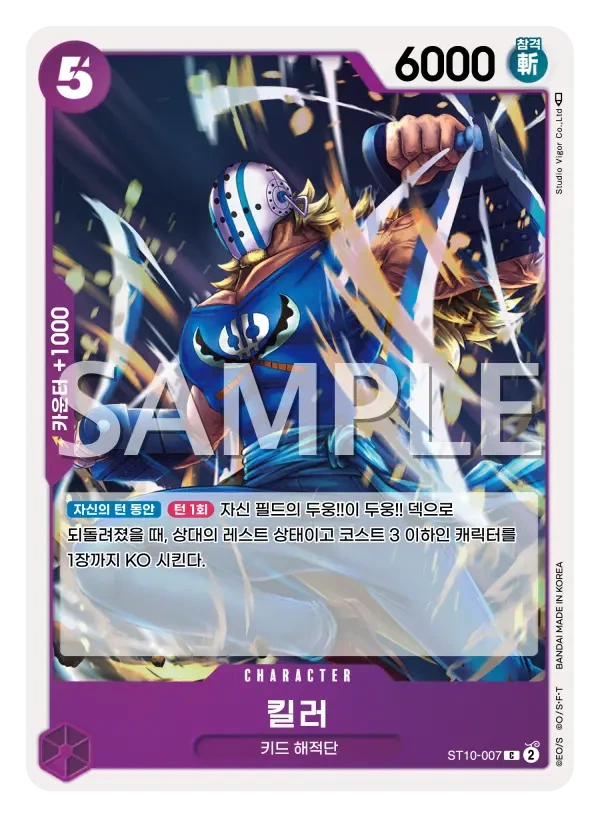 5
6000
참격
斬
Studio Vigor Co.,Ltd
카운터 +1000
SAMPLE
자신의 턴 동안 턴 1회 자신 필드의 두웅!!이 두웅!! 덱으로
되돌려졌을 때, 상대의 레스트 상태이고 코스트 3 이하인 캐릭터를
1장까지 KO 시킨다.
CHARACTER
킬러
키드 해적단
ST10-007 C 2
©EO/S ©O/S·F·T BANDAI MADE IN KOREA